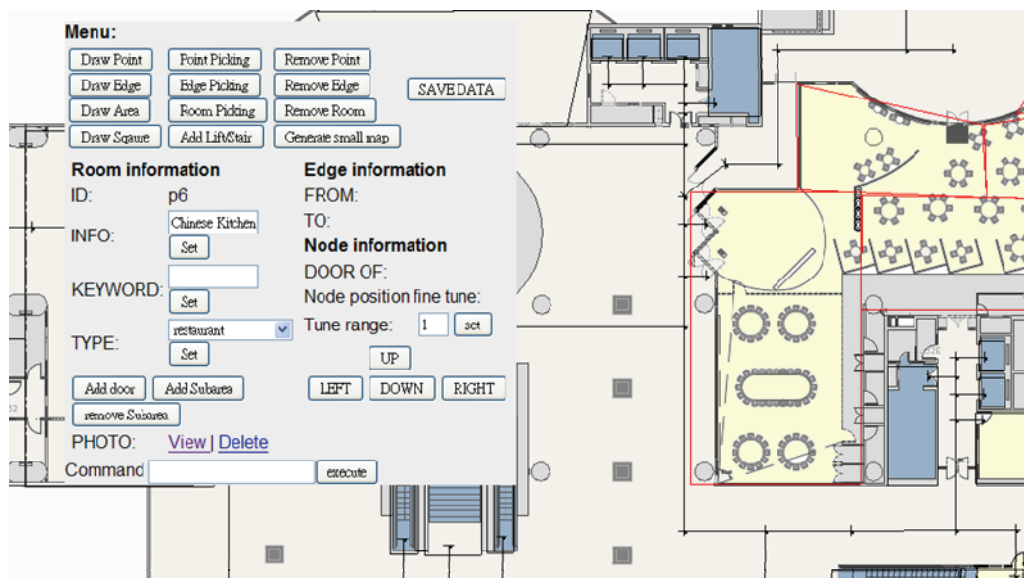 Menu:
Draw Point Point Picking Remove Point
Draw Edge Edge Picking Remove Edge SAVE DATA
Draw Area Room Picking Remove Room
Draw Sqaure Add Lift/Stair Generate small map
Room information Edge information
ID: p6 FROM:
TO:
INFO: Chinese Kitchen
Set
Node information
DOOR OF:
KEYWORD:
Set
Node position fine tune:
TYPE: restaurant
Set
Tune range: 1 set
UP
Add door Add Subarea LEFT DOWN RIGHT
remove Subarea
PHOTO: View | Delete
Command execute